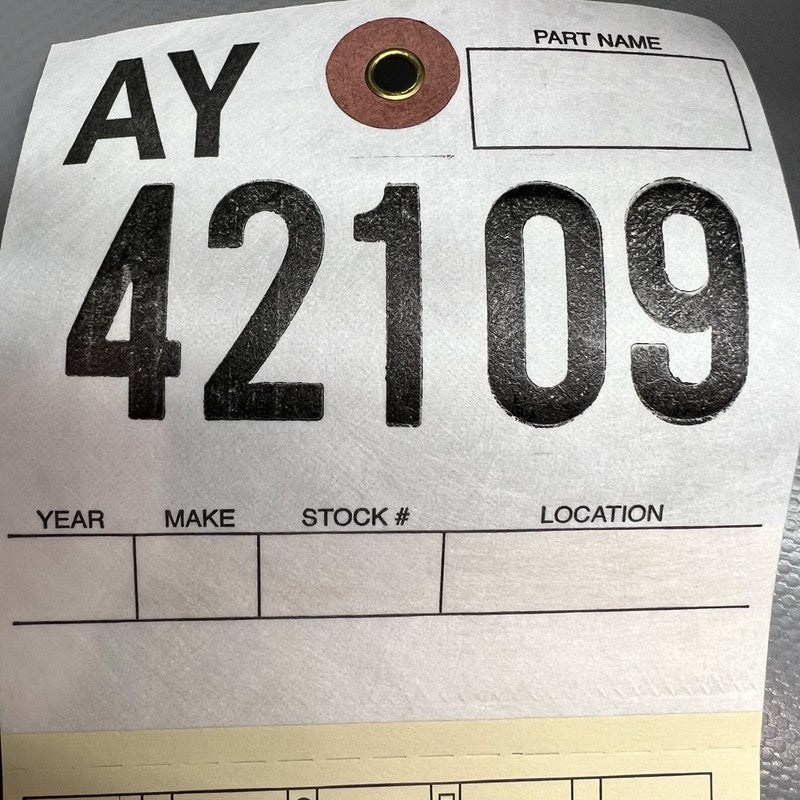 AY
PART NAME
42109
YEAR MAKE STOCK # LOCATION